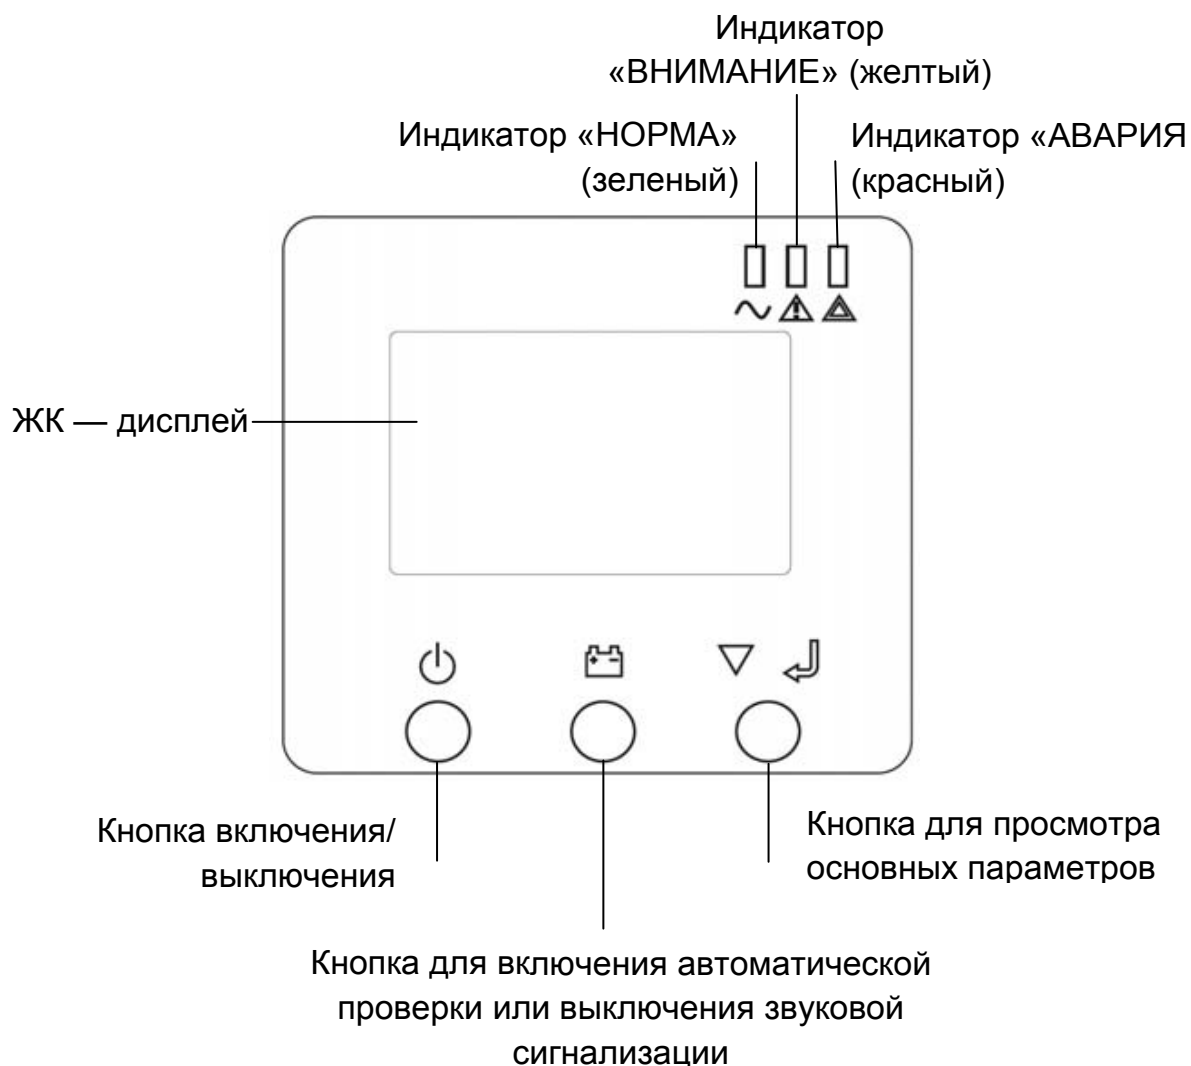 Индикатор
«ВНИМАНИЕ» (желтый)
Индикатор «НОРМА»
(зеленый)
Индикатор «АВАРИЯ
(красный)
ЖК — дисплей
Кнопка включения/
выключения
Кнопка для просмотра
основных параметров
Кнопка для включения автоматической
проверки или выключения звуковой
сигнализации